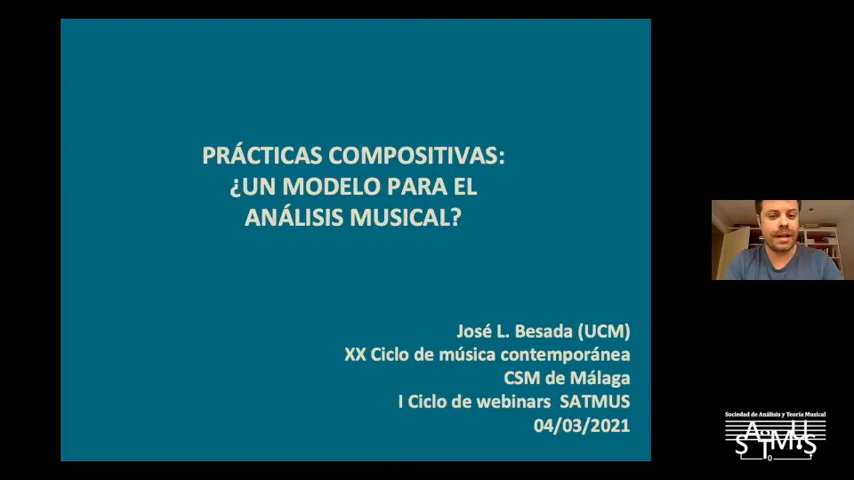 PRÁCTICAS COMPOSITIVAS:
¿UN MODELO PARA EL
ANÁLISIS MUSICAL?
José L. Besada (UCM)
XX Ciclo de música contemporánea
CSM de Málaga
I Ciclo de webinars SATMUS
04/03/2021
Sociedad de Análisis y Teoría Musical
SATMUS